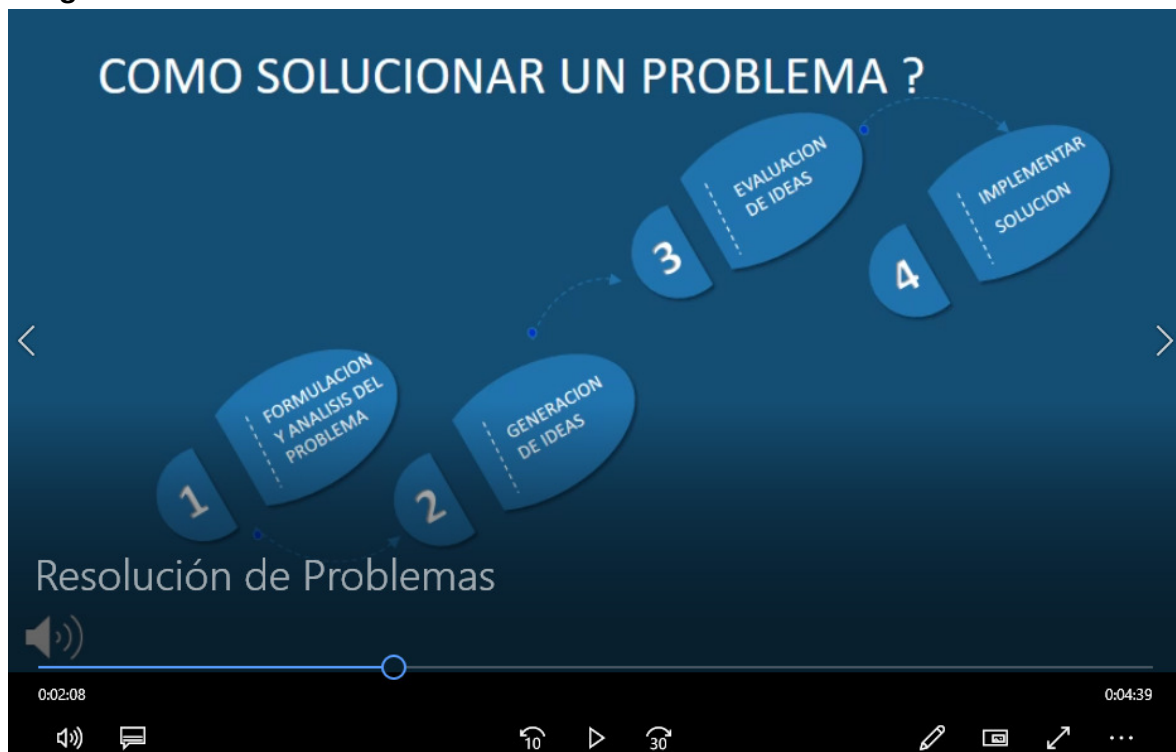 COMO SOLUCIONAR UN PROBLEMA ?
1
FORMULACION
Y ANALISIS DEL
PROBLEMA
2
GENERACION
DE IDEAS
3
EVALUACION
DE IDEAS
4
IMPLEMENTAR
SOLUCION
Resolución de Problemas
0:02:08
0:04:39
10
30